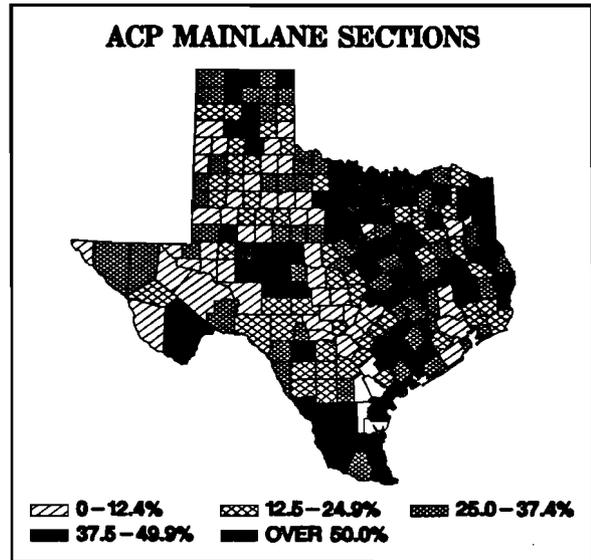 ACP MAINLANE SECTIONS
0-12.4% 12.5-24.9% 25.0-37.4%
37.5-49.9% OVER 50.0%